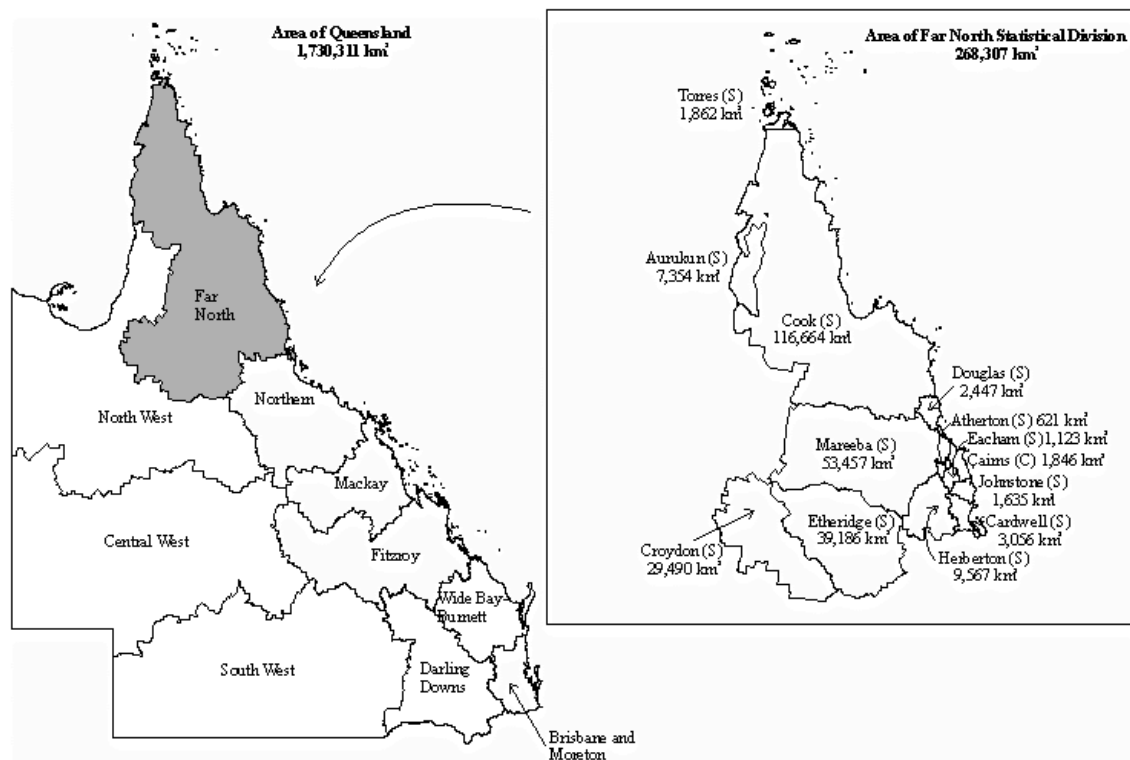 Area of Queensland
1,730,311 km²
Far
North
North West
Northern
Mackay
Central West
Fitzroy
Wide Bay-
Burnett
South West
Darling
Downs
Brisbane and
Moreton
Area of Far North Statistical Division
268,307 km²
Torres (S)
1,862 km²
Aurukun (S)
7,354 km²
Cook (S)
116,664 km²
Douglas (S)
2,447 km²
Atherton (S) 621 km²
Eacham (S) 1,123 km²
Cairns (C) 1,846 km²
Mareeba (S)
53,457 km²
Johnstone (S)
1,635 km²
Cardwell (S)
3,056 km²
Etheridge (S)
39,186 km²
Herberton (S)
9,567 km²
Croydon (S)
29,490 km²